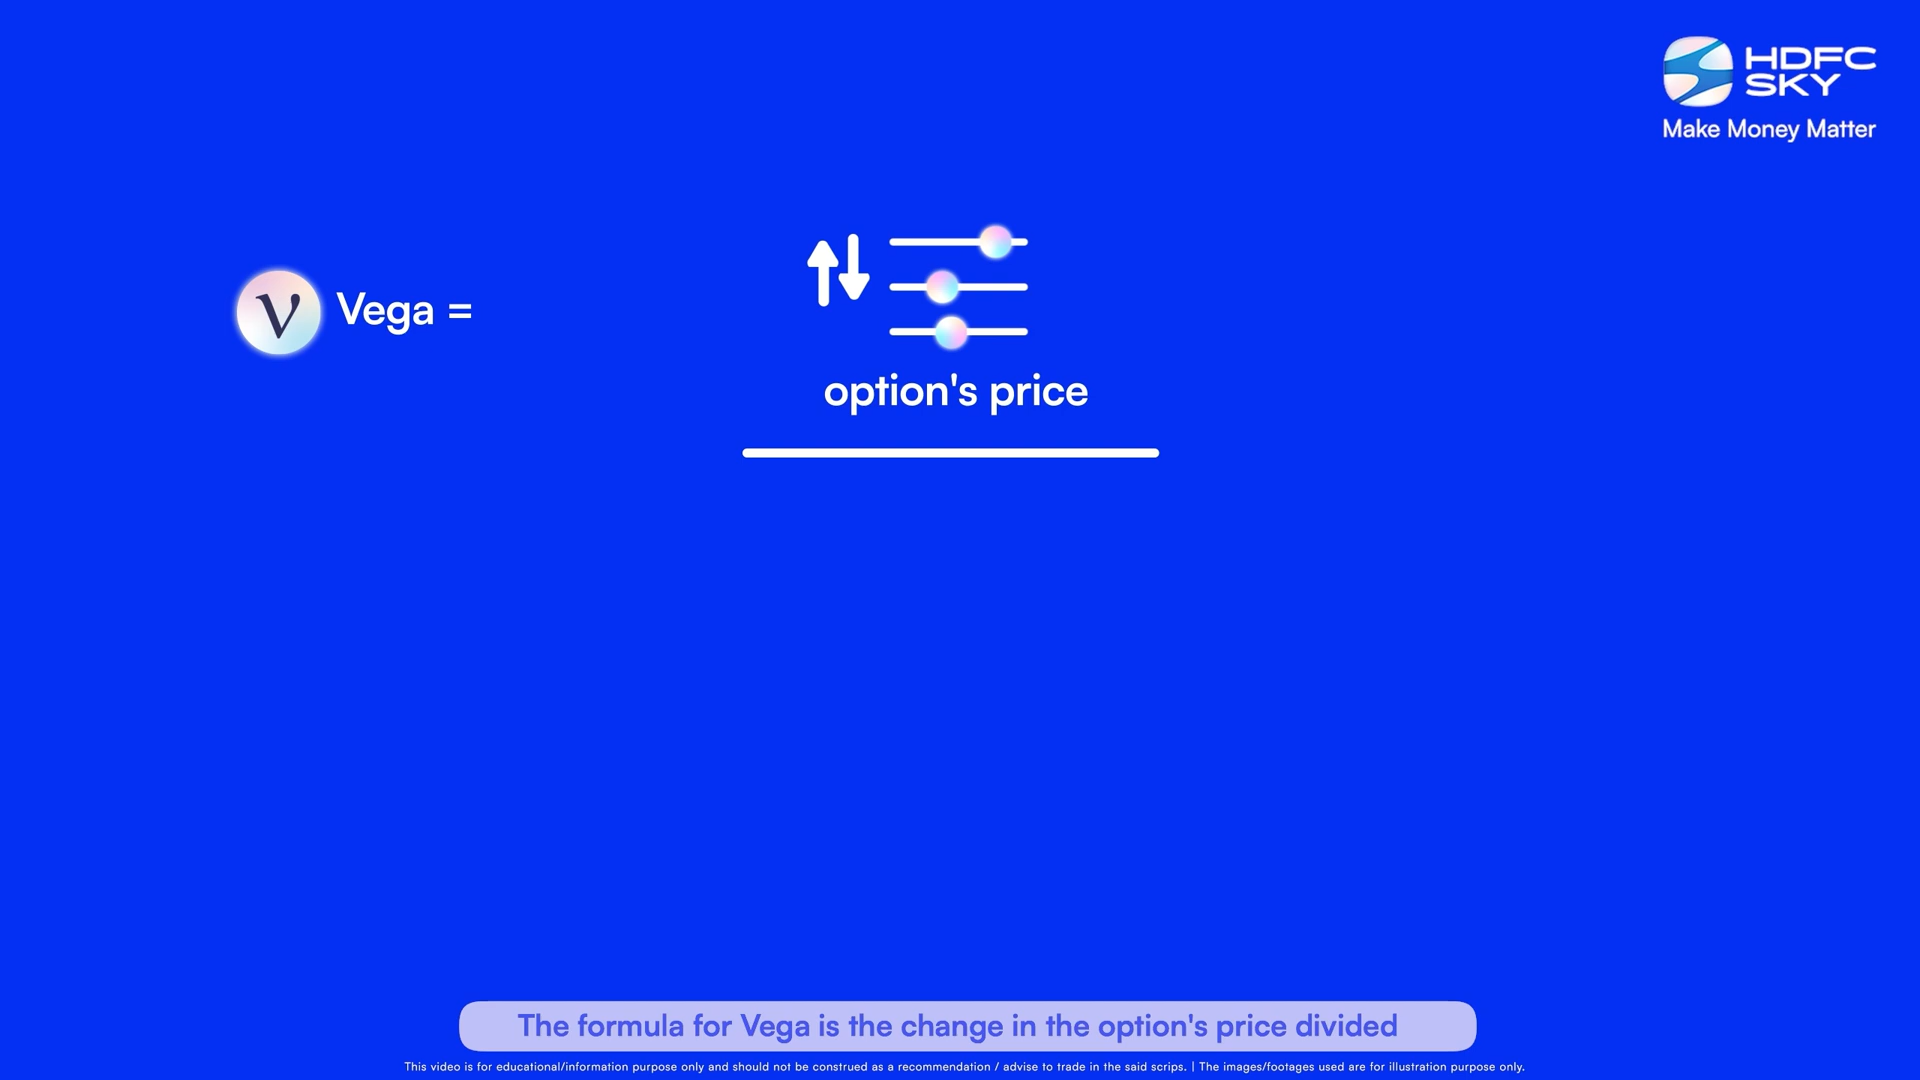 HDFC
SKY
Make Money Matter
ν Vega =
option's price
The formula for Vega is the change in the option's price divided
This video is for educational/information purpose only and should not be construed as a recommendation / advise to trade in the said scrips. | The images/footages used are for illustration purpose only.